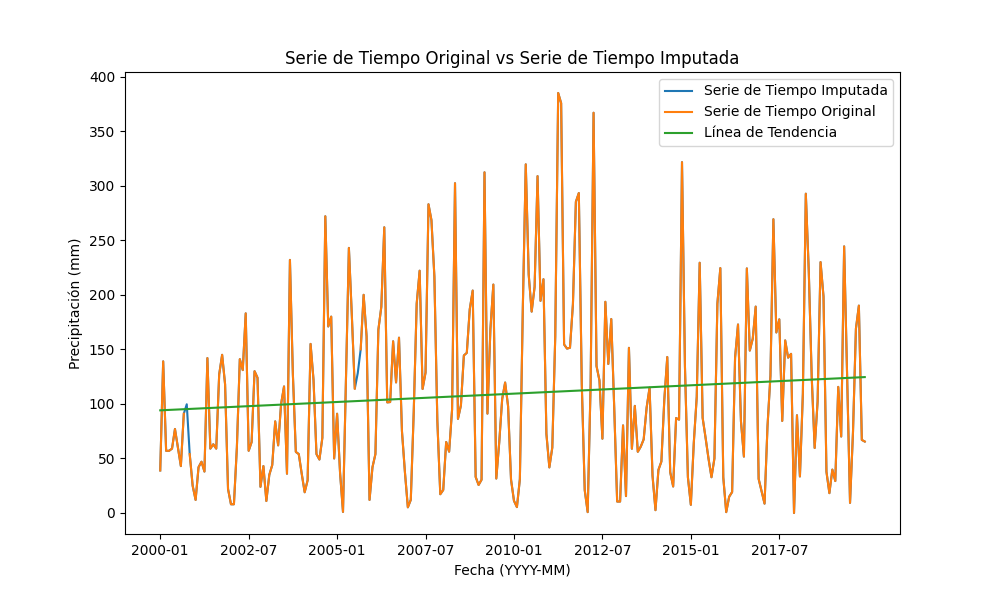 Serie de Tiempo Original vs Serie de Tiempo Imputada
Serie de Tiempo Imputada
Serie de Tiempo Original
Línea de Tendencia
Precipitación (mm)
400
350
300
250
200
150
100
50
0
2000-01 2002-07 2005-01 2007-07 2010-01 2012-07 2015-01 2017-07
Fecha (YYYY-MM)